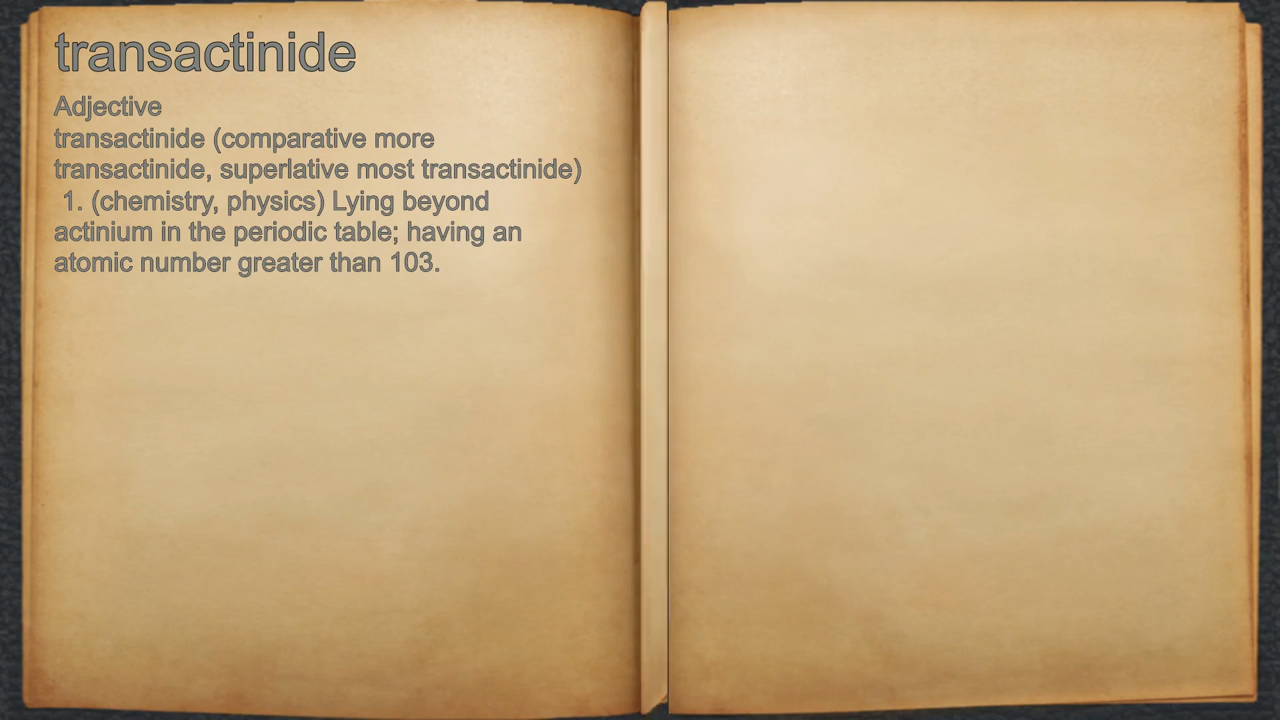 transactinide
Adjective
transactinide (comparative more
transactinide, superlative most transactinide)
1. (chemistry, physics) Lying beyond
actinium in the periodic table; having an
atomic number greater than 103.